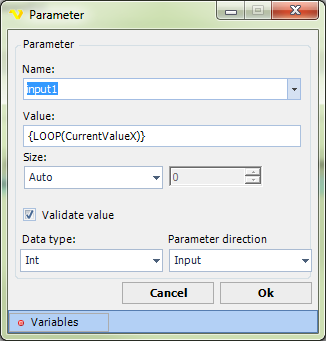 Parameter
Parameter
Name:
input1
Value:
{LOOP(CurrentValueX)}
Size:
Auto 0
Validate value
Data type: Parameter direction
Int Input
Cancel Ok
Variables